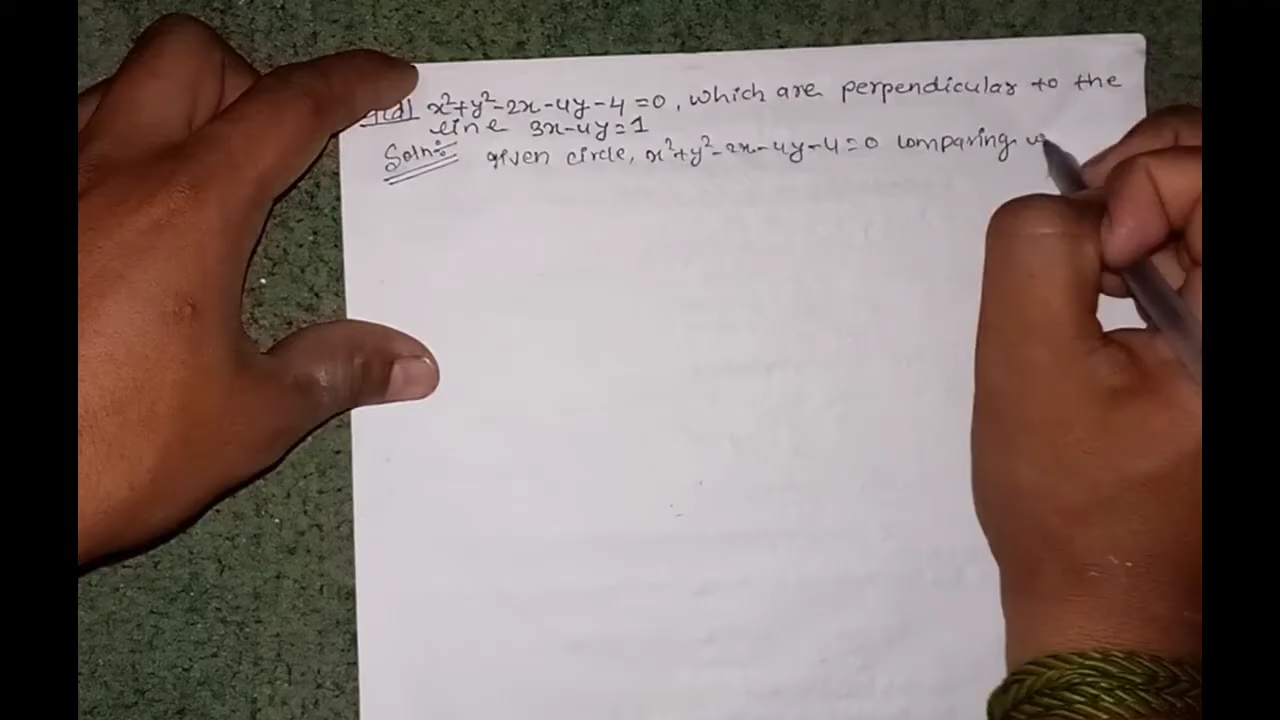 x²+y²-2x-4y-4=0, which are perpendicular to the
line 3x-4y=1
Soln:- given circle, x²+y²-2x-4y-4=0 comparing